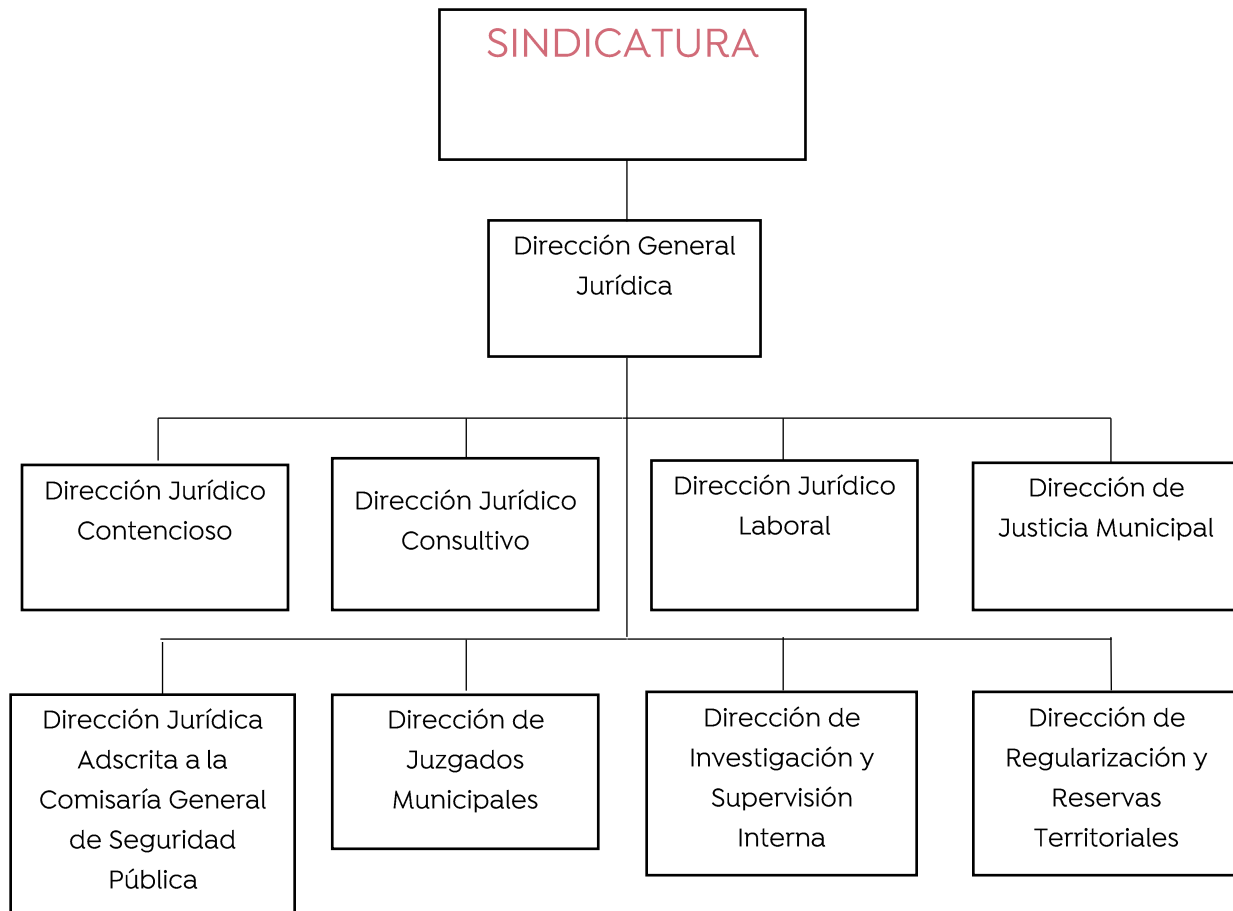 SINDICATURA
Dirección General
Jurídica
Dirección Jurídico
Contencioso
Dirección Jurídico
Consultivo
Dirección Jurídico
Laboral
Dirección de
Justicia Municipal
Dirección Jurídica
Adscrita a la
Comisaría General
de Seguridad
Pública
Dirección de
Juzgados
Municipales
Dirección de
Investigación y
Supervisión
Interna
Dirección de
Regularización y
Reservas
Territoriales